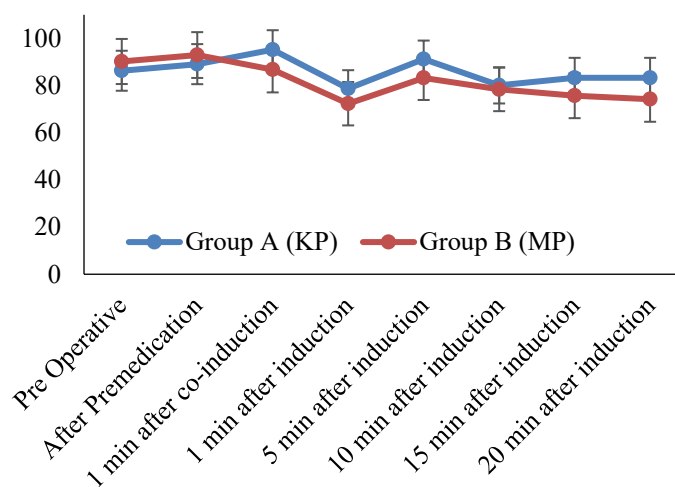 100
80
60
40
20
0
Group A (KP)
Group B (MP)
Pre Operative
After Premedication
1 min after co-induction
1 min after induction
5 min after induction
10 min after induction
15 min after induction
20 min after induction